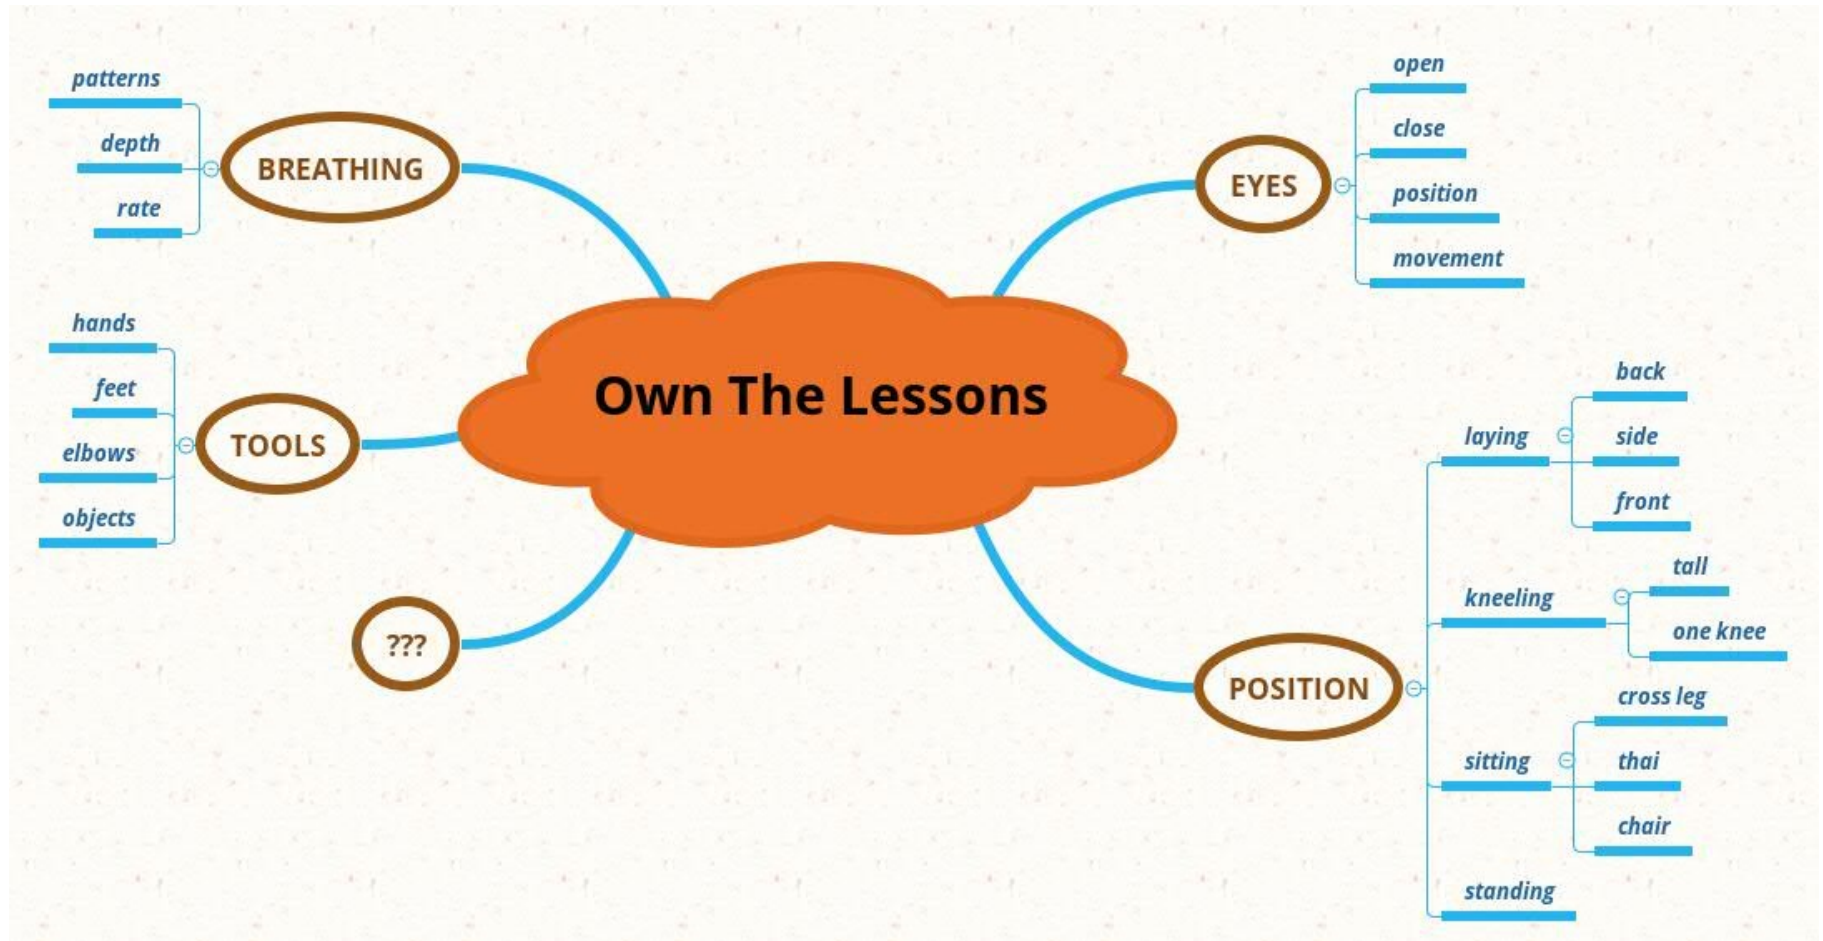 Own The Lessons
BREATHING
patterns
depth
rate
TOOLS
hands
feet
elbows
objects
???
EYES
open
close
position
movement
POSITION
laying
back
side
front
kneeling
tall
one knee
sitting
cross leg
thai
chair
standing